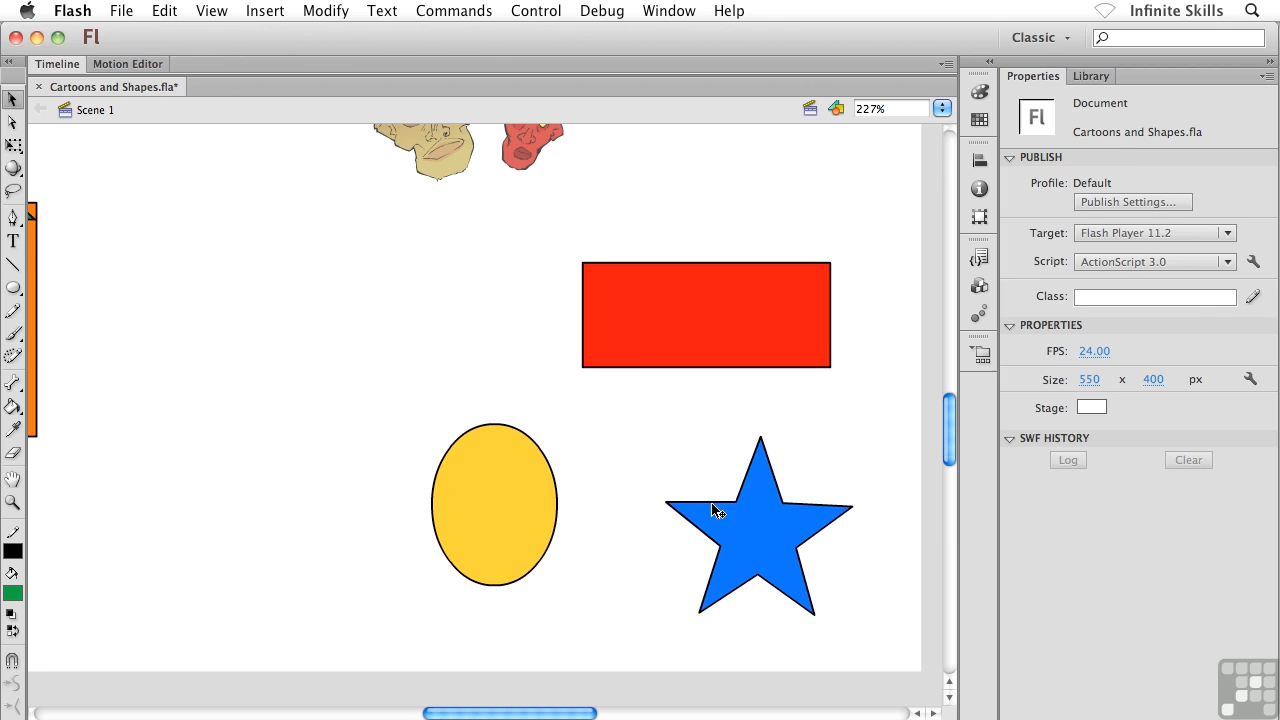 Flash File Edit View Insert Modify Text Commands Control Debug Window Help Infinite Skills
Fl Classic
Timeline Motion Editor Properties Library
× Cartoons and Shapes.fla*
Scene 1 227%
Fl
Document
Cartoons and Shapes.fla
PUBLISH
Profile: Default
Publish Settings...
Target: Flash Player 11.2
Script: ActionScript 3.0
Class:
PROPERTIES
FPS: 24.00
Size: 550 x 400 px
Stage:
SWF HISTORY
Log Clear
T